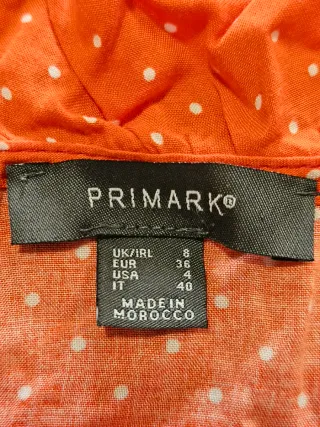 PRIMARK®
UK/IRL 8
EUR 36
USA 4
IT 40
MADE IN
MOROCCO